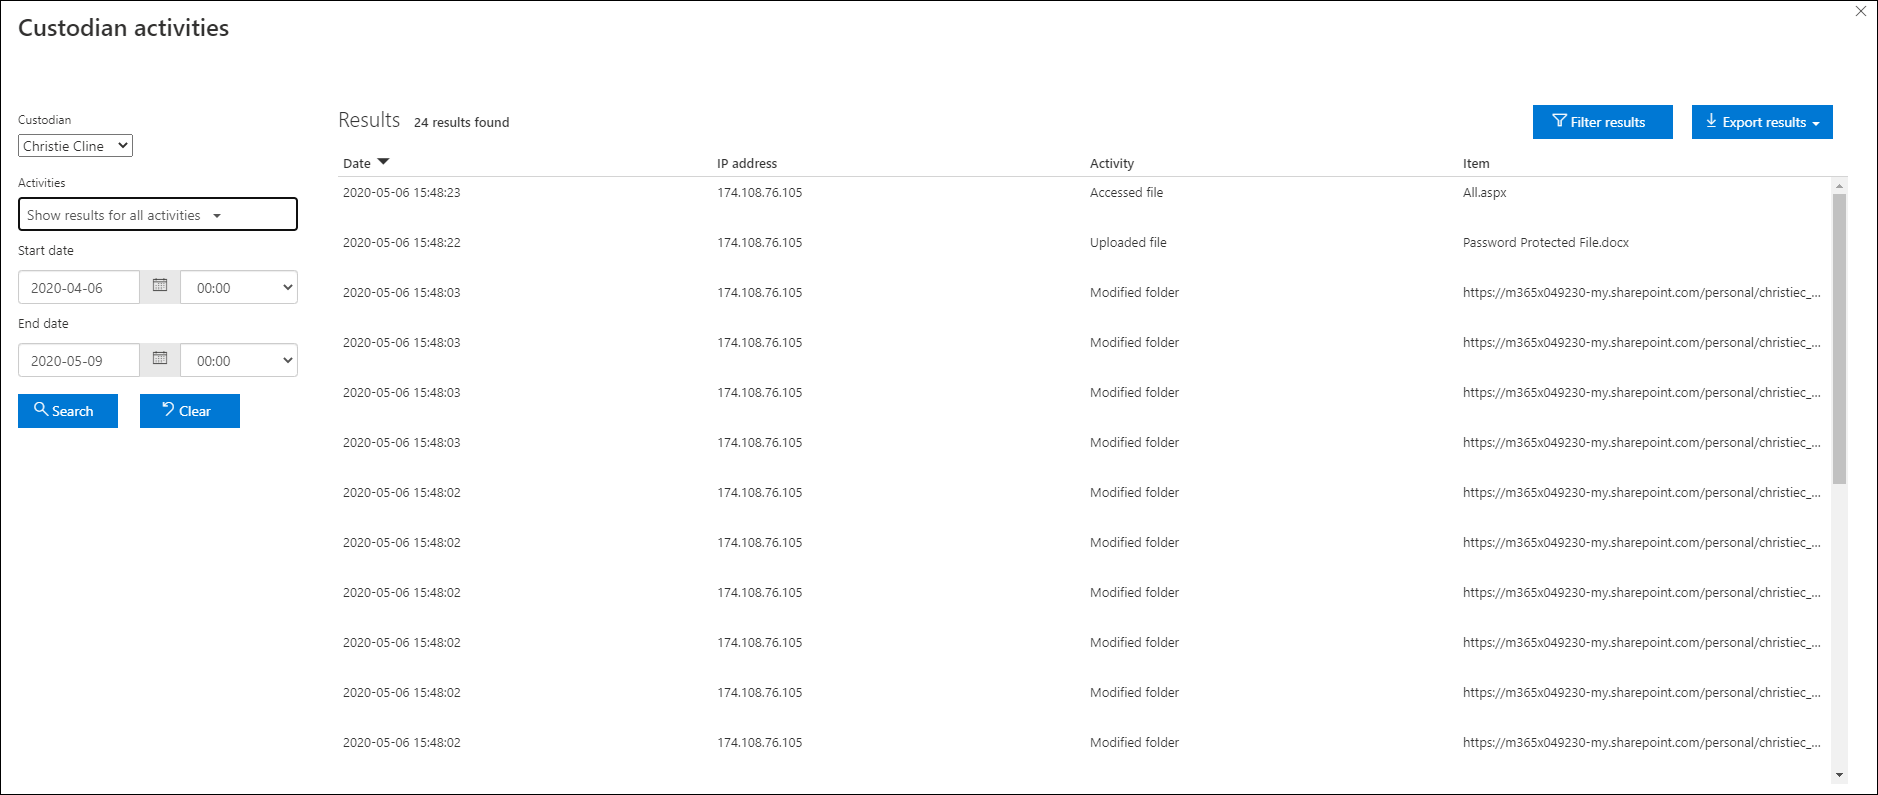 Custodian activities
Custodian
Christie Cline
Activities
Show results for all activities
Start date
2020-04-06 00:00
End date
2020-05-09 00:00
Search Clear
Results 24 results found
Filter results Export results
Date IP address Activity Item
2020-05-06 15:48:23 174.108.76.105 Accessed file All.aspx
2020-05-06 15:48:22 174.108.76.105 Uploaded file Password Protected File.docx
2020-05-06 15:48:03 174.108.76.105 Modified folder https://m365x049230-my.sharepoint.com/personal/christiec_...
2020-05-06 15:48:03 174.108.76.105 Modified folder https://m365x049230-my.sharepoint.com/personal/christiec_...
2020-05-06 15:48:03 174.108.76.105 Modified folder https://m365x049230-my.sharepoint.com/personal/christiec_...
2020-05-06 15:48:03 174.108.76.105 Modified folder https://m365x049230-my.sharepoint.com/personal/christiec_...
2020-05-06 15:48:02 174.108.76.105 Modified folder https://m365x049230-my.sharepoint.com/personal/christiec_...
2020-05-06 15:48:02 174.108.76.105 Modified folder https://m365x049230-my.sharepoint.com/personal/christiec_...
2020-05-06 15:48:02 174.108.76.105 Modified folder https://m365x049230-my.sharepoint.com/personal/christiec_...
2020-05-06 15:48:02 174.108.76.105 Modified folder https://m365x049230-my.sharepoint.com/personal/christiec_...
2020-05-06 15:48:02 174.108.76.105 Modified folder https://m365x049230-my.sharepoint.com/personal/christiec_...
2020-05-06 15:48:02 174.108.76.105 Modified folder https://m365x049230-my.sharepoint.com/personal/christiec_...